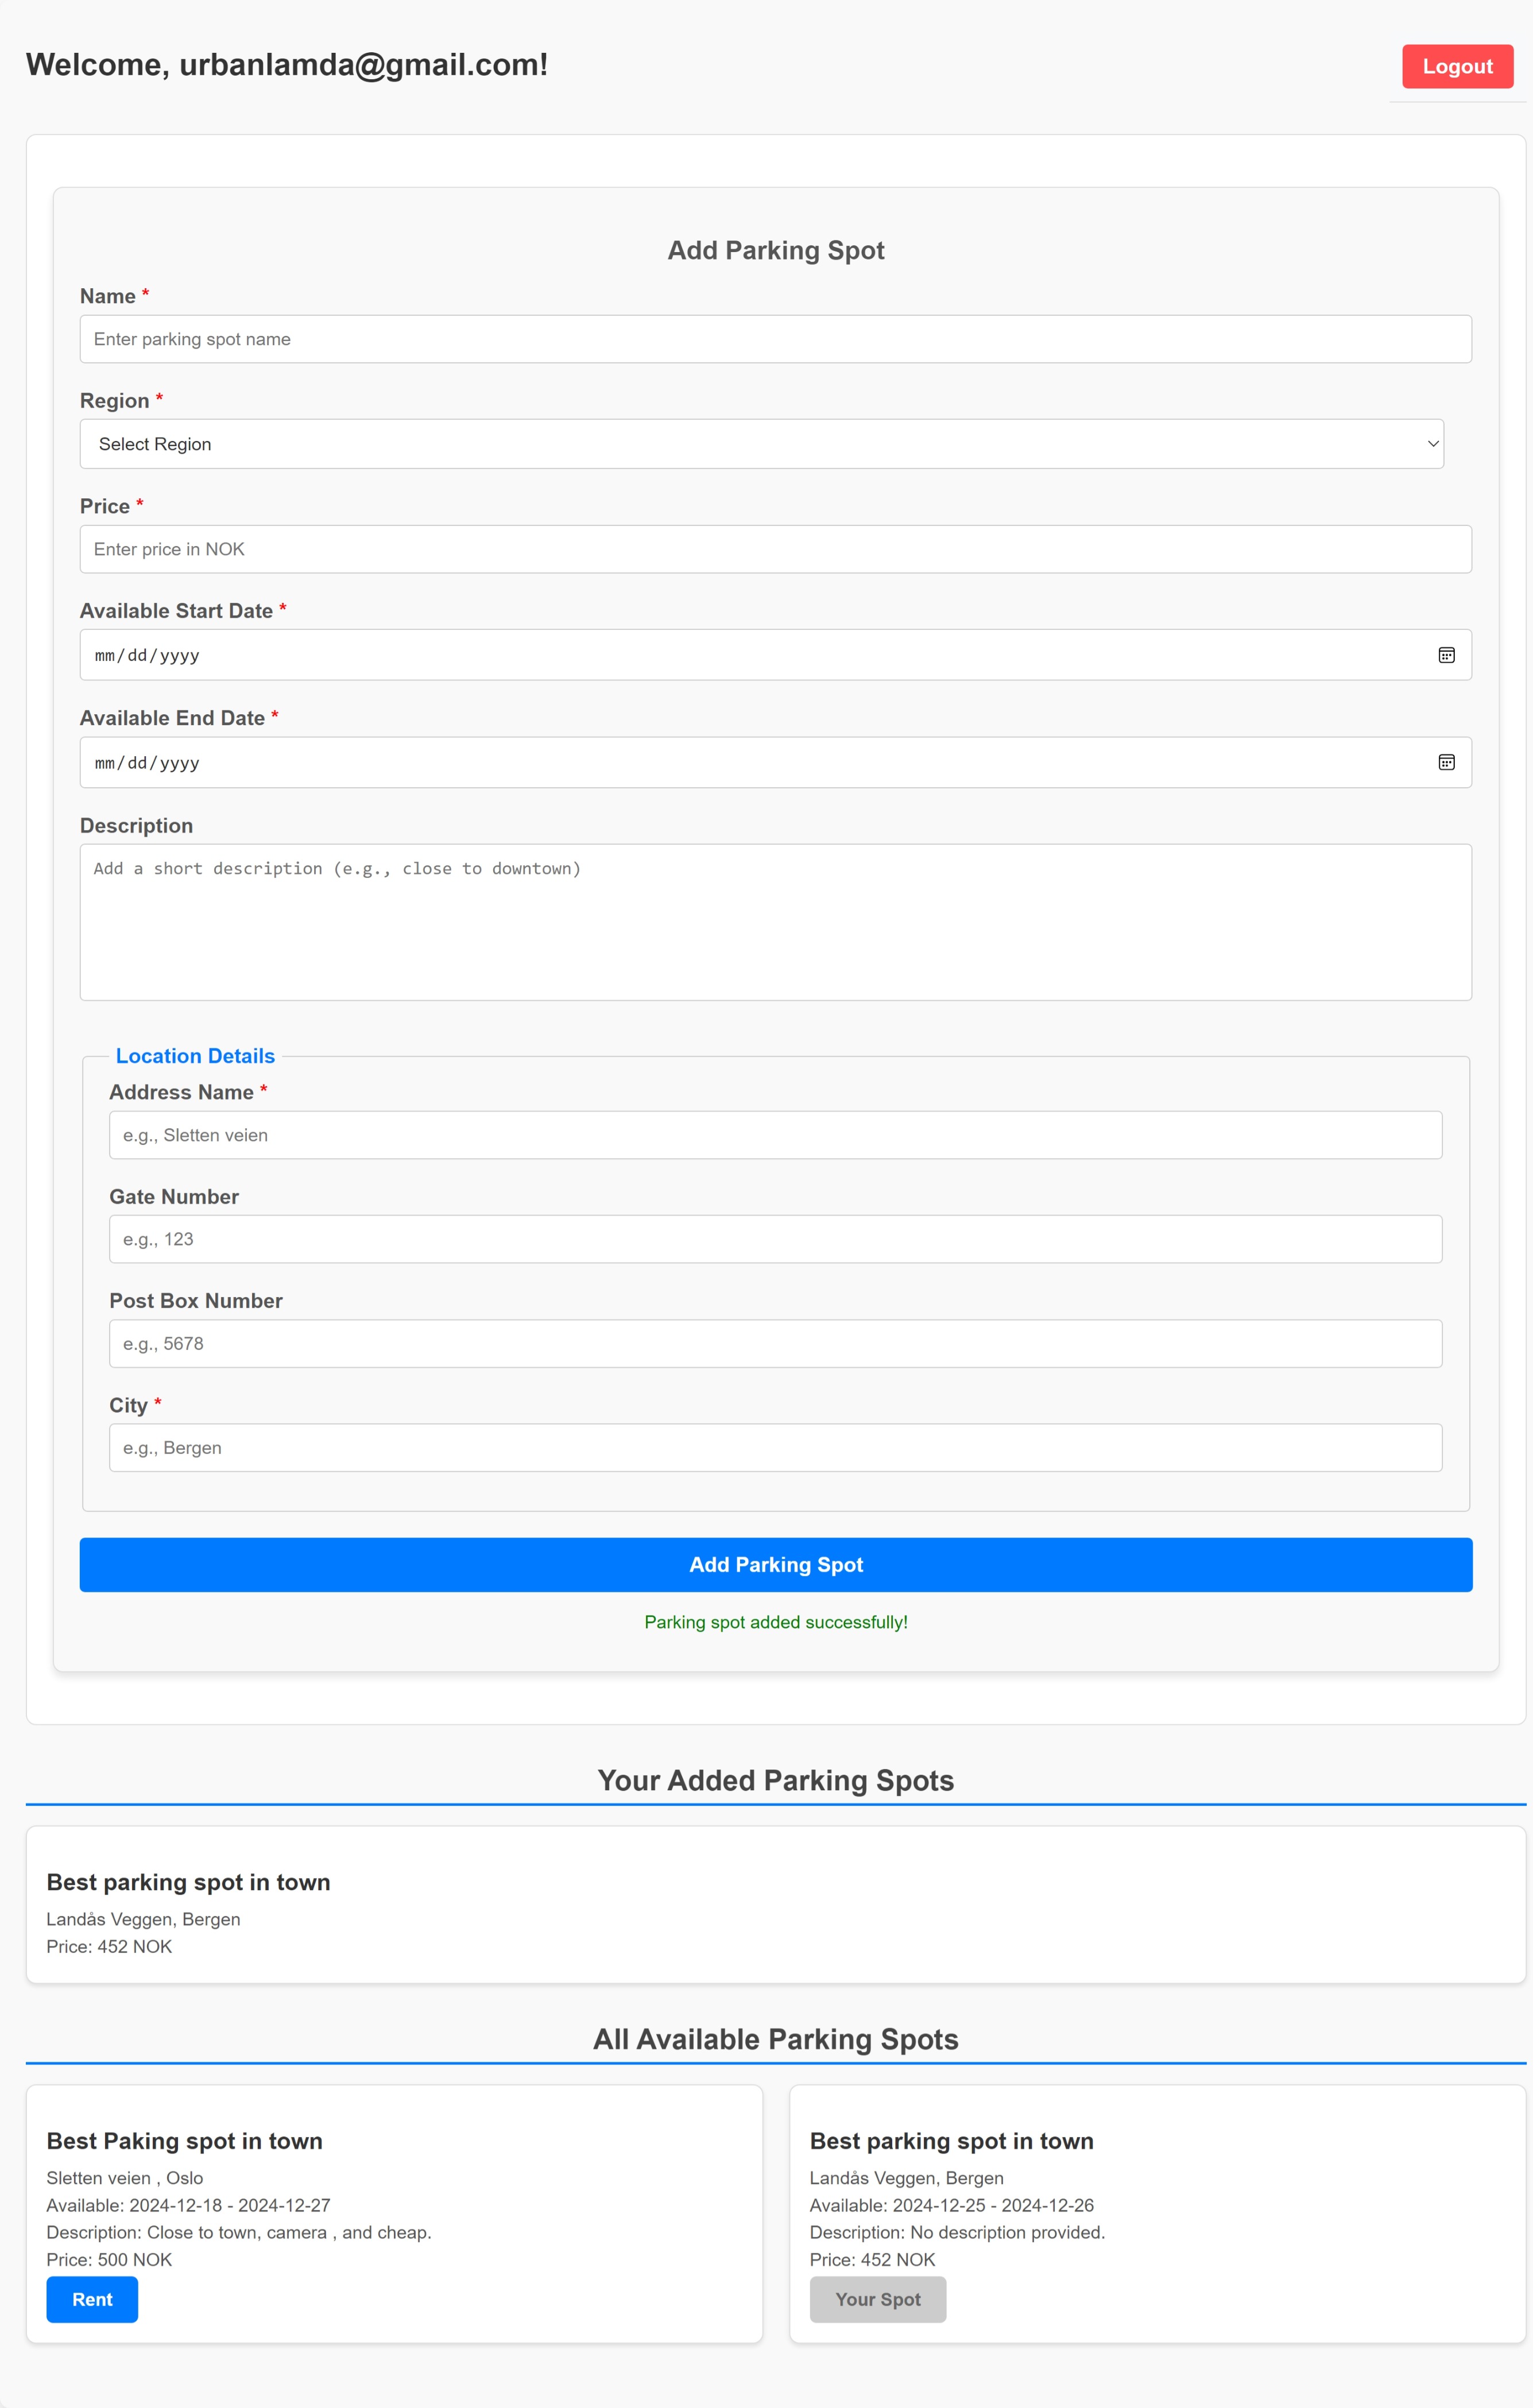 Welcome, urbanlamda@gmail.com!
Logout
Add Parking Spot
Name *
Enter parking spot name
Region *
Select Region
Price *
Enter price in NOK
Available Start Date *
mm/dd/yyyy
Available End Date *
mm/dd/yyyy
Description
Add a short description (e.g., close to downtown)
Location Details
Address Name *
e.g., Sletten veien
Gate Number
e.g., 123
Post Box Number
e.g., 5678
City *
e.g., Bergen
Add Parking Spot
Parking spot added successfully!
Your Added Parking Spots
Best parking spot in town
Landås Veggen, Bergen
Price: 452 NOK
All Available Parking Spots
Best Paking spot in town
Sletten veien , Oslo
Available: 2024-12-18 - 2024-12-27
Description: Close to town, camera , and cheap.
Price: 500 NOK
Rent
Best parking spot in town
Landås Veggen, Bergen
Available: 2024-12-25 - 2024-12-26
Description: No description provided.
Price: 452 NOK
Your Spot